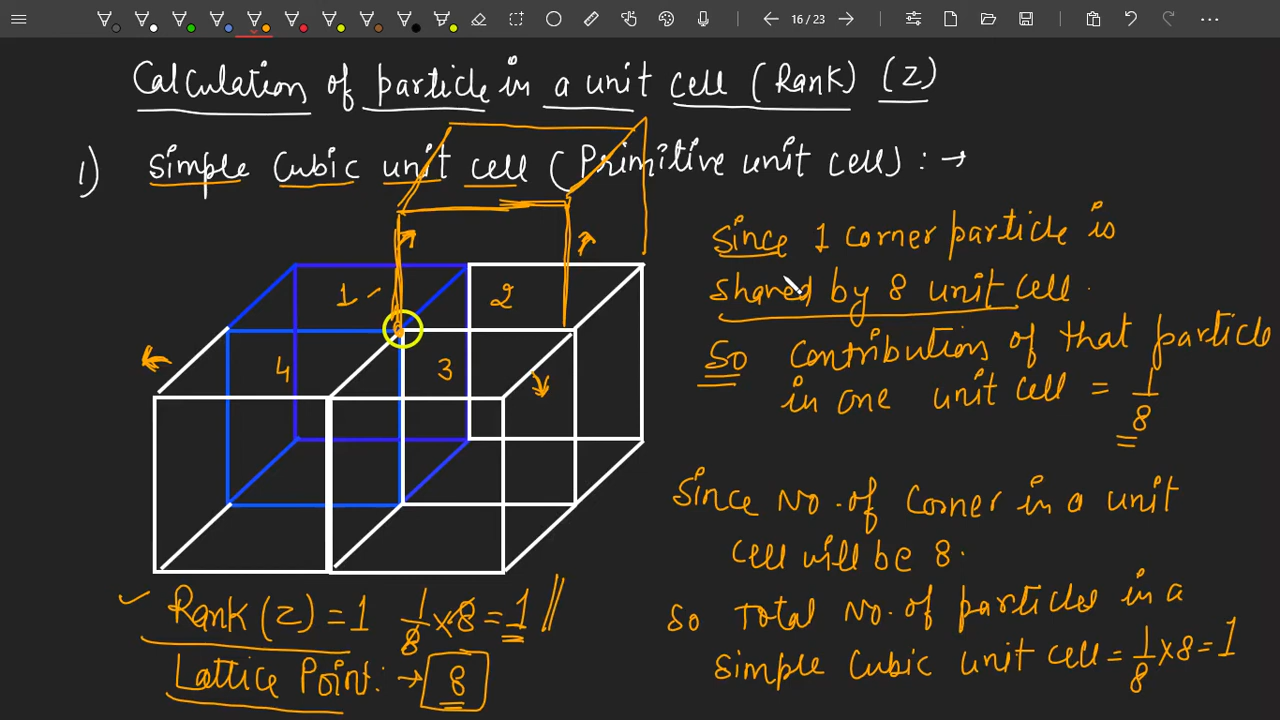 16 / 23
Calculation of particle in a unit cell (Rank) (Z)
1) Simple Cubic unit cell (Primitive unit cell) : →
1
2
4
3
Since 1 corner particle is
shared by 8 unit cell.
So Contribution of that particle
in one unit cell = 1/8
Since No. of Corner in a unit
cell will be 8.
So Total No. of particles in a
simple cubic unit cell = 1/8 × 8 = 1
Rank (Z) = 1 1/8 × 8 = 1 //
Lattice Point: → 8